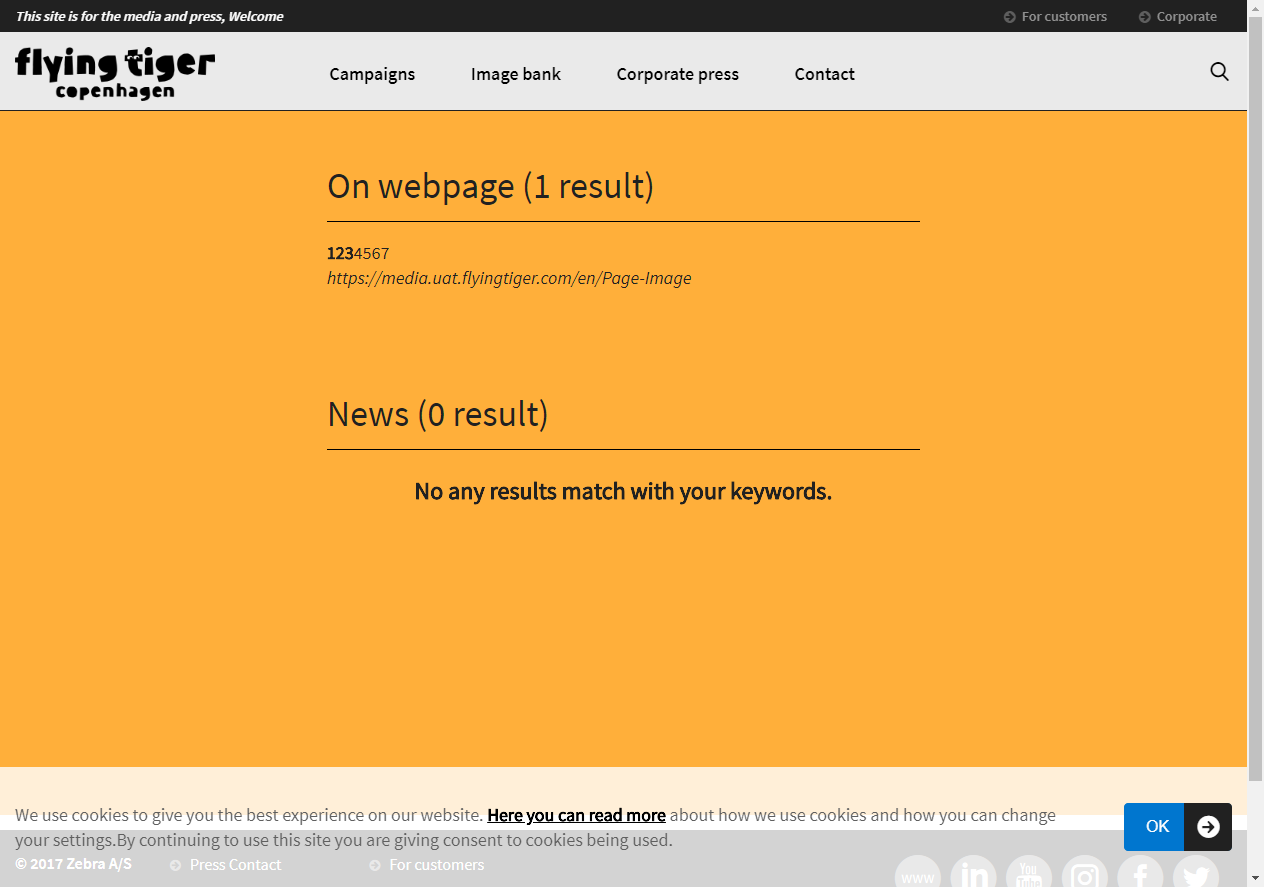 This site is for the media and press, Welcome
For customers
Corporate
flying tiger
copenhagen
Campaigns
Image bank
Corporate press
Contact
On webpage (1 result)
1234567
https://media.uat.flyingtiger.com/en/Page-Image
News (0 result)
No any results match with your keywords.
We use cookies to give you the best experience on our website. Here you can read more about how we use cookies and how you can change
your settings.By continuing to use this site you are giving consent to cookies being used.
OK
© 2017 Zebra A/S
Press Contact
For customers
www
in
You
Tube
f